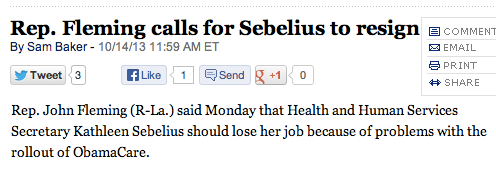 Rep. Fleming calls for Sebelius to resign
By Sam Baker - 10/14/13 11:59 AM ET
COMMENT
EMAIL
PRINT
SHARE
Tweet 3 Like 1 Send +1 0
Rep. John Fleming (R-La.) said Monday that Health and Human Services
Secretary Kathleen Sebelius should lose her job because of problems with the
rollout of ObamaCare.